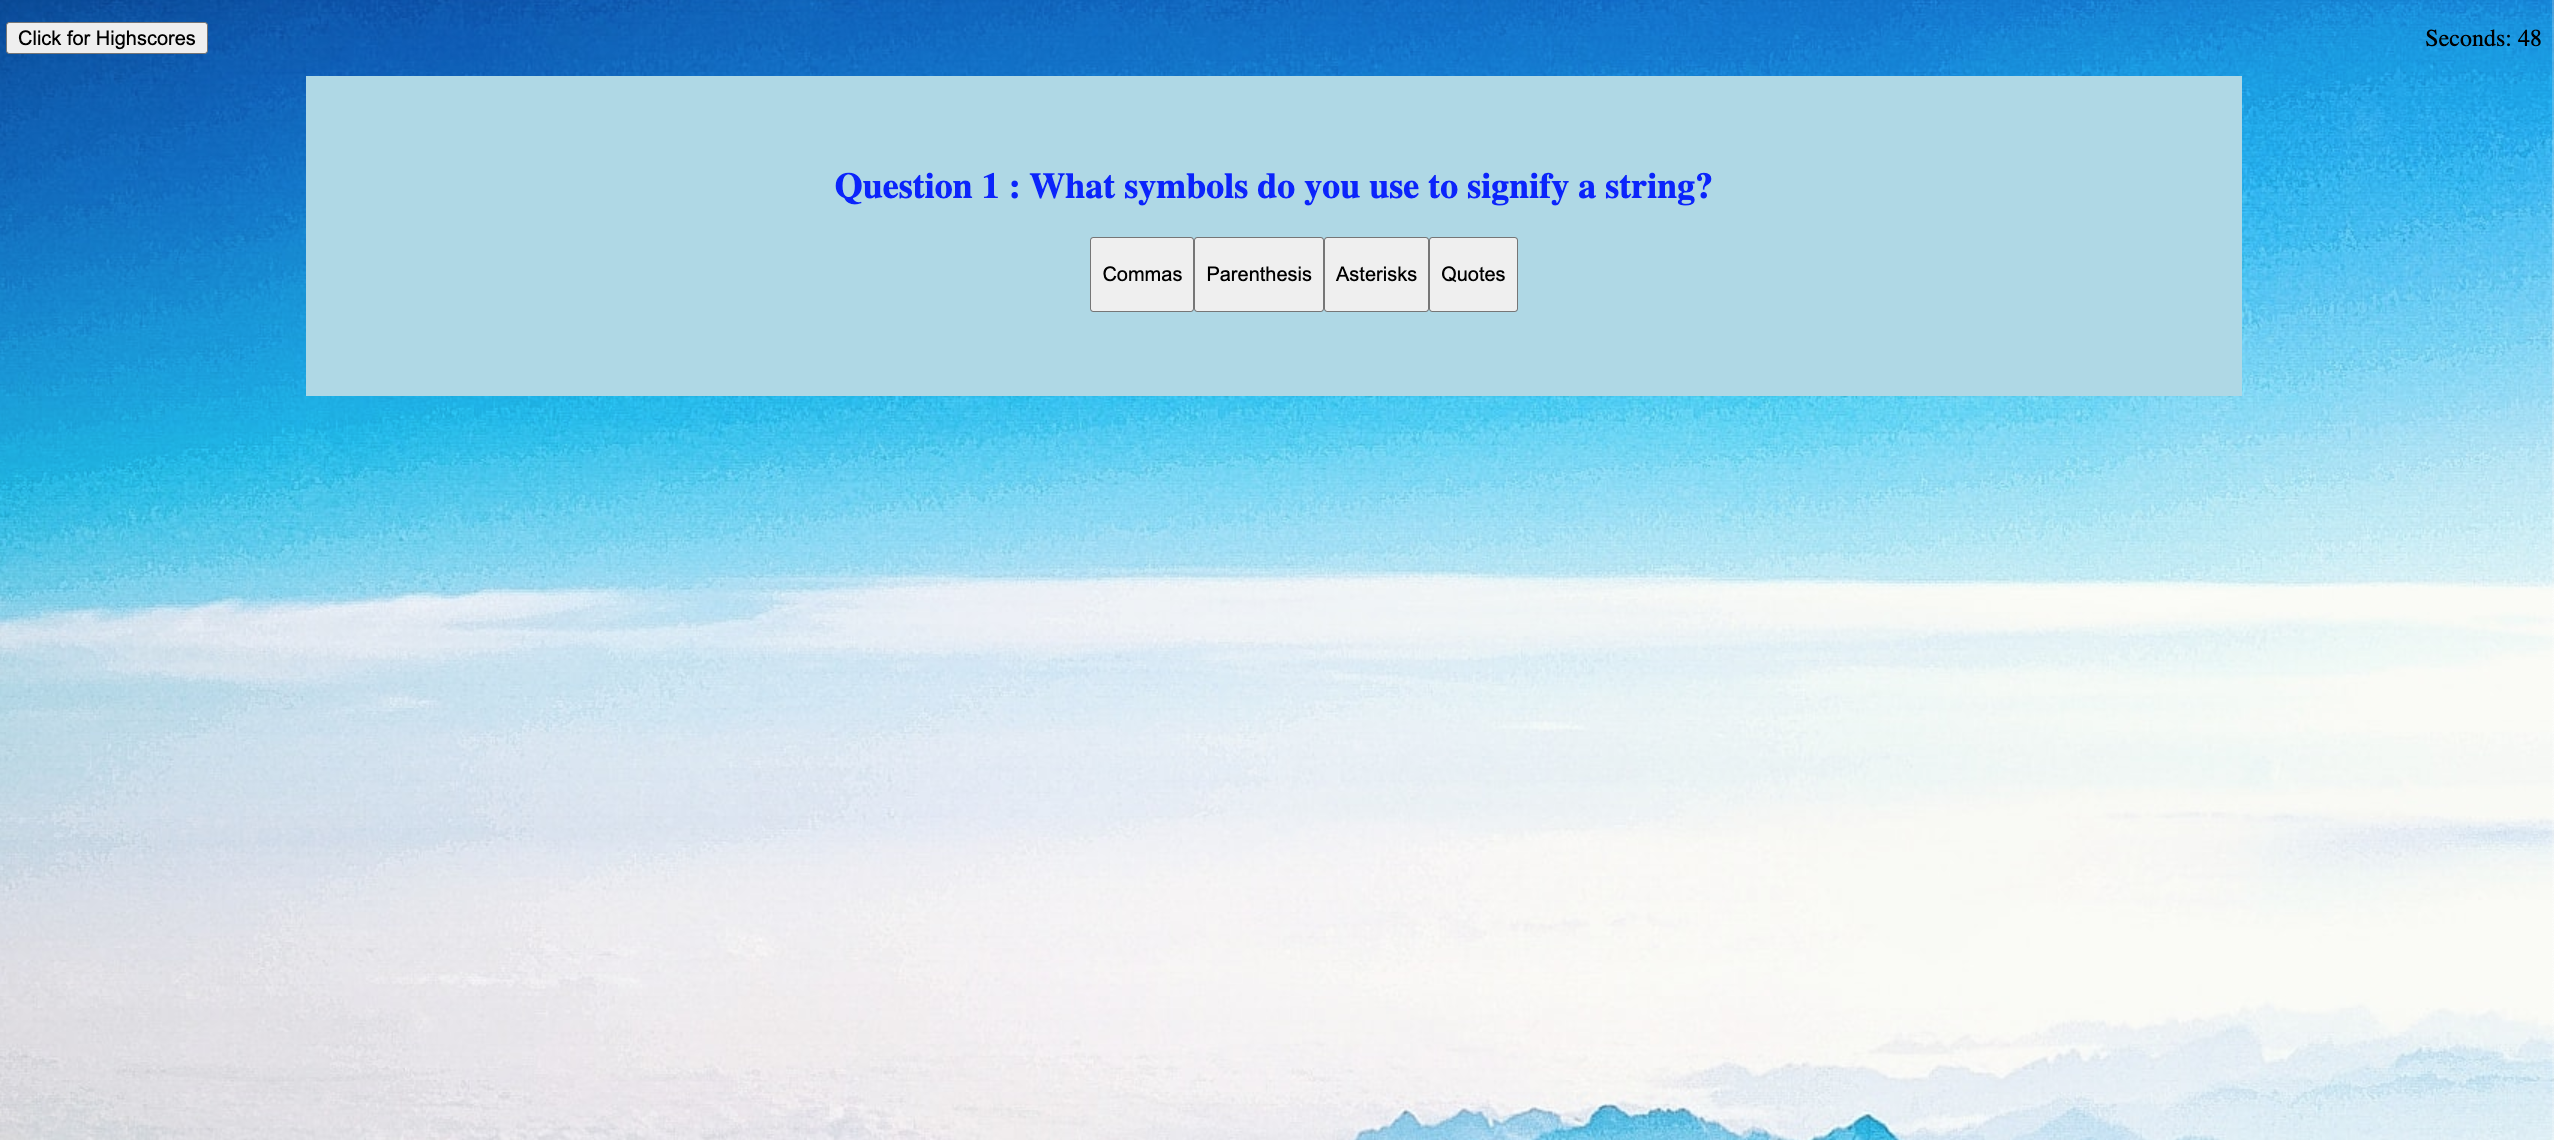 Click for Highscores
Seconds: 48
Question 1 : What symbols do you use to signify a string?
Commas Parenthesis Asterisks Quotes